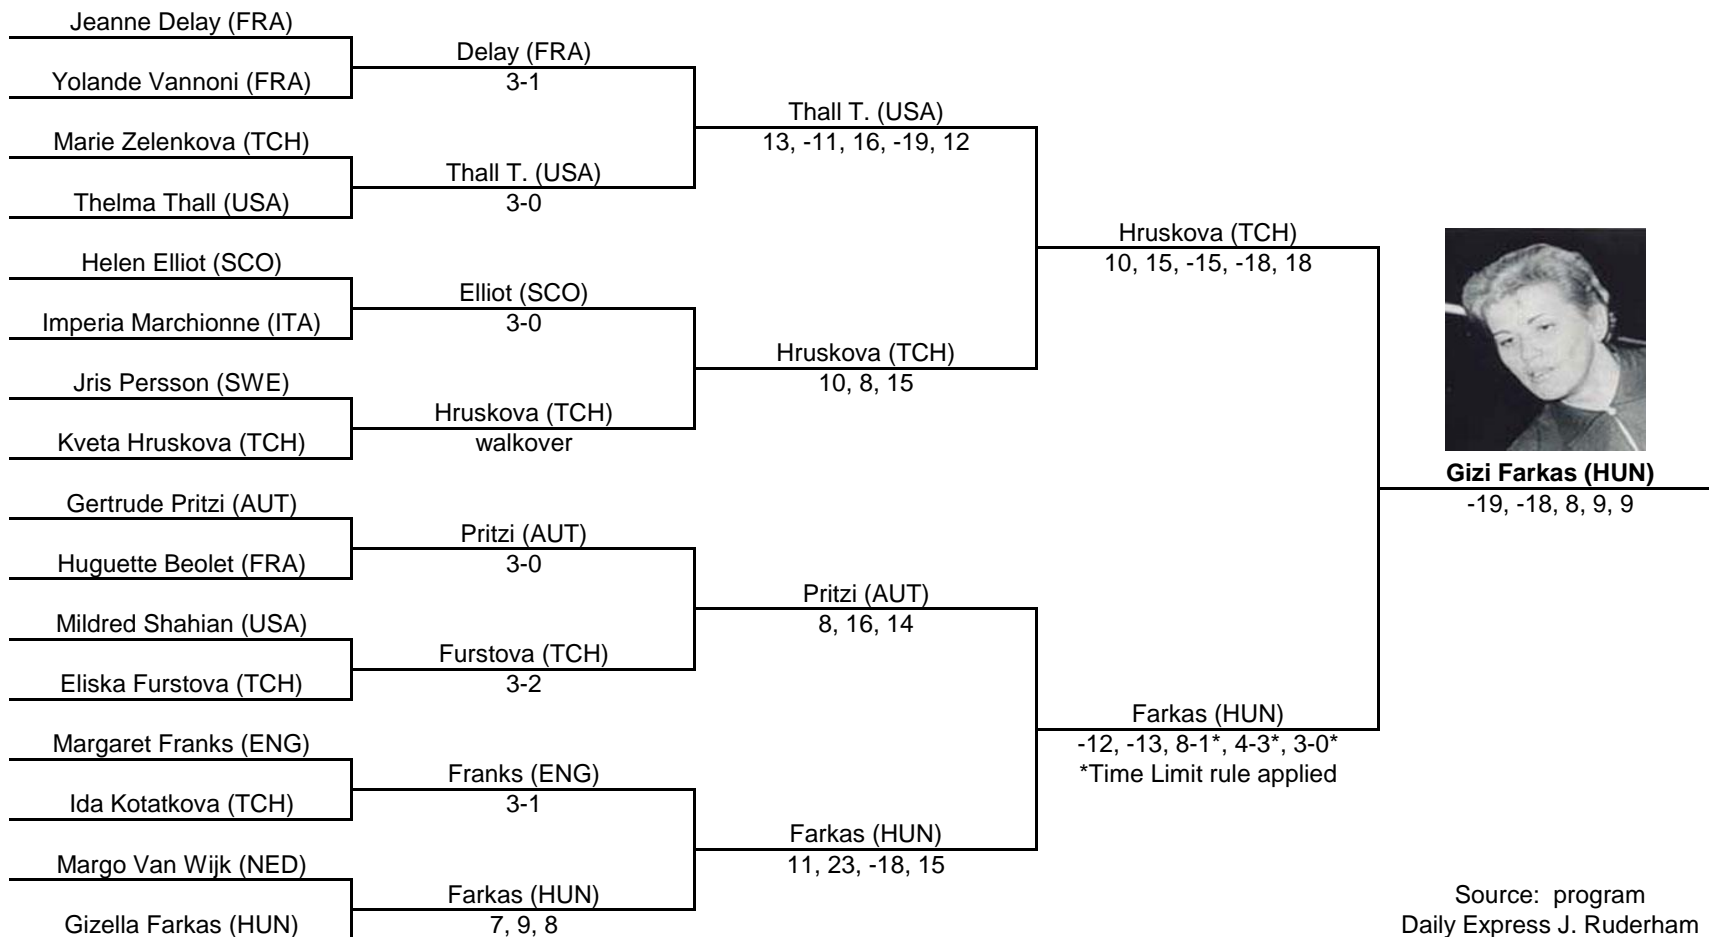 Jeanne Delay (FRA)
Yolande Vannoni (FRA)
Marie Zelenkova (TCH)
Thelma Thall (USA)
Helen Elliot (SCO)
Imperia Marchionne (ITA)
Jris Persson (SWE)
Kveta Hruskova (TCH)
Gertrude Pritzi (AUT)
Huguette Beolet (FRA)
Mildred Shahian (USA)
Eliska Furstova (TCH)
Margaret Franks (ENG)
Ida Kotatkova (TCH)
Margo Van Wijk (NED)
Gizella Farkas (HUN)
Delay (FRA)
3-1
Thall T. (USA)
3-0
Elliot (SCO)
3-0
Hruskova (TCH)
walkover
Pritzi (AUT)
3-0
Furstova (TCH)
3-2
Franks (ENG)
3-1
Farkas (HUN)
7, 9, 8
Thall T. (USA)
13, -11, 16, -19, 12
Hruskova (TCH)
10, 8, 15
Pritzi (AUT)
8, 16, 14
Farkas (HUN)
11, 23, -18, 15
Hruskova (TCH)
10, 15, -15, -18, 18
Farkas (HUN)
-12, -13, 8-1*, 4-3*, 3-0*
*Time Limit rule applied
Gizi Farkas (HUN)
-19, -18, 8, 9, 9
Source:  program
Daily Express J. Ruderham